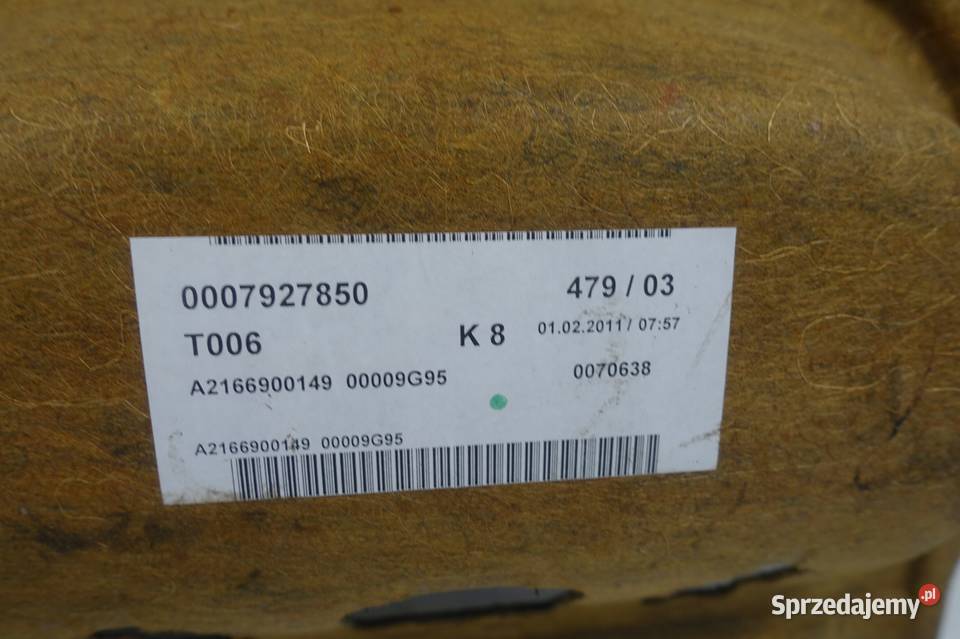 0007927850 479 / 03
T006 K 8 01.02.2011 / 07:57
A2166900149 00009G95 0070638
A2166900149 00009G95
Sprzedajemy.pl